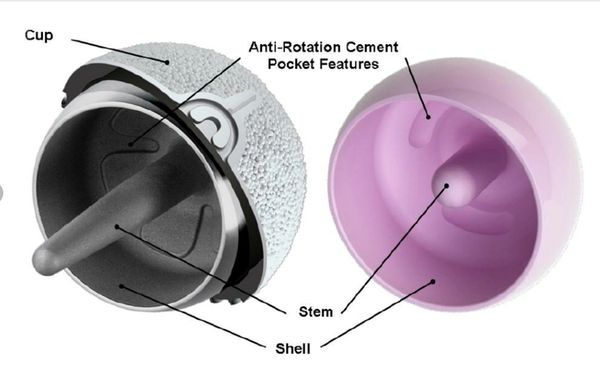 Cup
Anti-Rotation Cement
Pocket Features
Stem
Shell